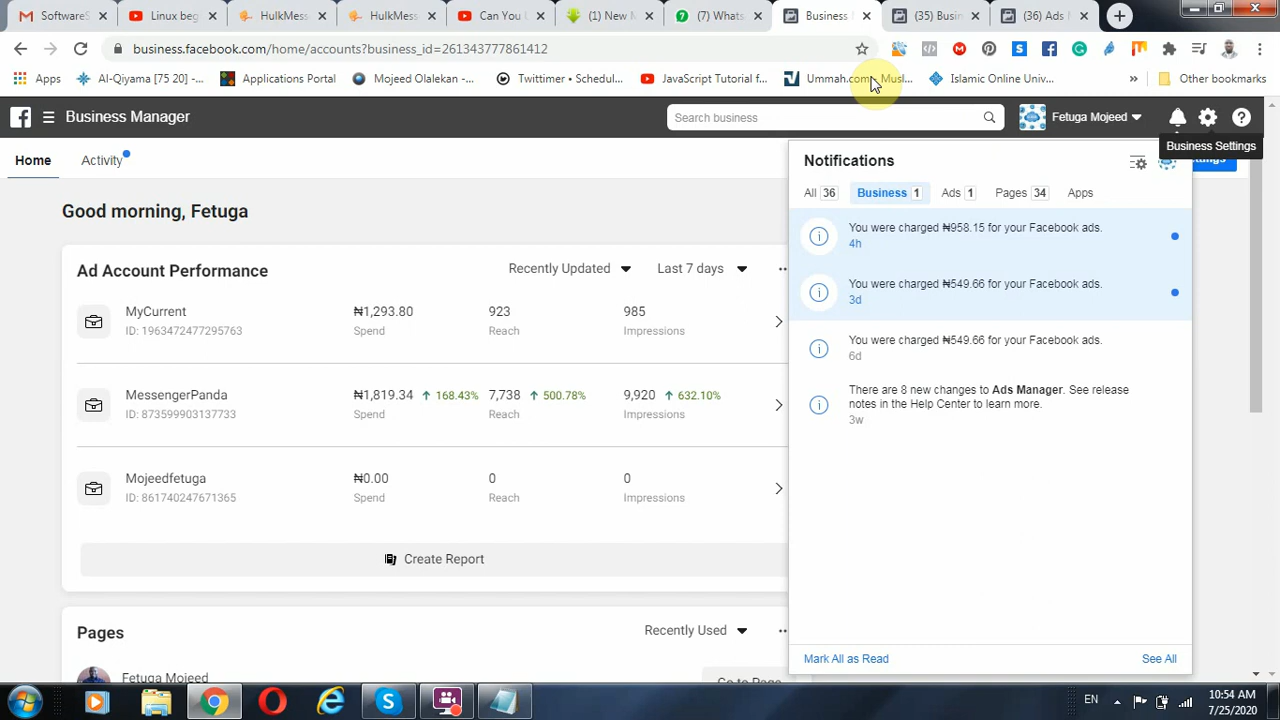 SoftwareS
Linux beg
HulkMes
HulkMess
Can You
(1) New M
(7) Whats
Business
(35) Busin
(36) Ads
business.facebook.com/home/accounts?business_id=261343777861412
Apps
Al-Qiyama [75 20] -...
Applications Portal
Mojeed Olalekan -...
Twittimer • Schedul...
JavaScript Tutorial f...
Ummah.com - Musl...
Islamic Online Univ...
»
Other bookmarks
Business Manager
Search business
Fetuga Mojeed
Business Settings
Home
Activity
Good morning, Fetuga
Notifications
All 36
Business 1
Ads 1
Pages 34
Apps
You were charged ₦958.15 for your Facebook ads.
4h
You were charged ₦549.66 for your Facebook ads.
3d
You were charged ₦549.66 for your Facebook ads.
6d
There are 8 new changes to Ads Manager. See release
notes in the Help Center to learn more.
3w
Mark All as Read
See All
Ad Account Performance
Recently Updated
Last 7 days
MyCurrent
₦1,293.80
923
985
ID: 1963472477295763
Spend
Reach
Impressions
MessengerPanda
₦1,819.34 168.43%
7,738 500.78%
9,920 632.10%
ID: 873599903137733
Spend
Reach
Impressions
Mojeedfetuga
₦0.00
0
0
ID: 861740247671365
Spend
Reach
Impressions
Create Report
Pages
Recently Used
Fetuga Mojeed
EN
10:54 AM
7/25/2020